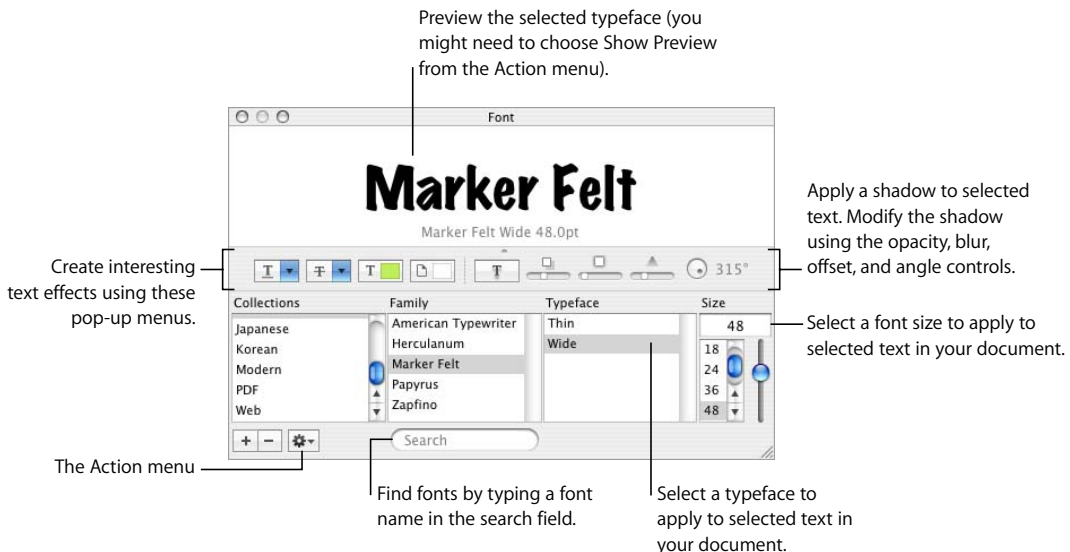 Preview the selected typeface (you
might need to choose Show Preview
from the Action menu).
Font
Marker Felt
Marker Felt Wide 48.0pt
Apply a shadow to selected
text. Modify the shadow
using the opacity, blur,
offset, and angle controls.
Create interesting
text effects using these
pop-up menus.
T T T T 315°
Collections Family Typeface Size
Japanese
Korean
Modern
PDF
Web
American Typewriter
Herculanum
Marker Felt
Papyrus
Zapfino
Thin
Wide
48
18
24
36
48
Select a font size to apply to
selected text in your document.
Search
The Action menu
Find fonts by typing a font
name in the search field.
Select a typeface to
apply to selected text in
your document.